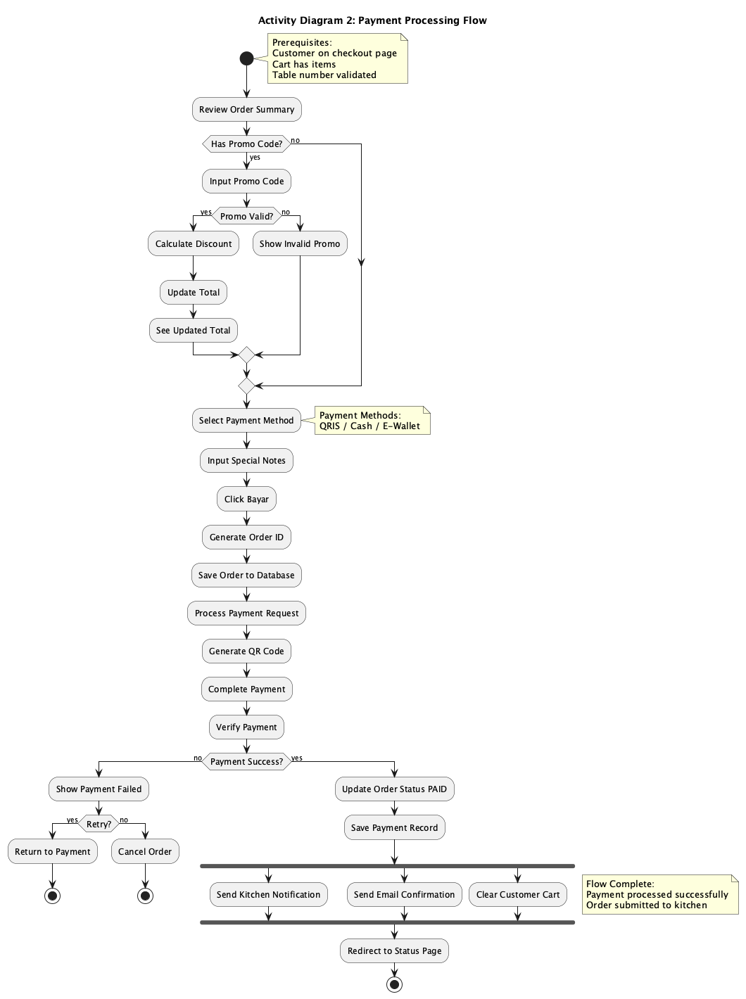 Activity Diagram 2: Payment Processing Flow
Prerequisites:
Customer on checkout page
Cart has items
Table number validated
Review Order Summary
Has Promo Code?
no
yes
Input Promo Code
yes
Promo Valid?
no
Calculate Discount
Show Invalid Promo
Update Total
See Updated Total
Select Payment Method
Payment Methods:
QRIS / Cash / E-Wallet
Input Special Notes
Click Bayar
Generate Order ID
Save Order to Database
Process Payment Request
Generate QR Code
Complete Payment
Verify Payment
no
Payment Success?
yes
Show Payment Failed
Update Order Status PAID
yes
Retry?
no
Save Payment Record
Return to Payment
Cancel Order
Send Kitchen Notification
Send Email Confirmation
Clear Customer Cart
Flow Complete:
Payment processed successfully
Order submitted to kitchen
Redirect to Status Page